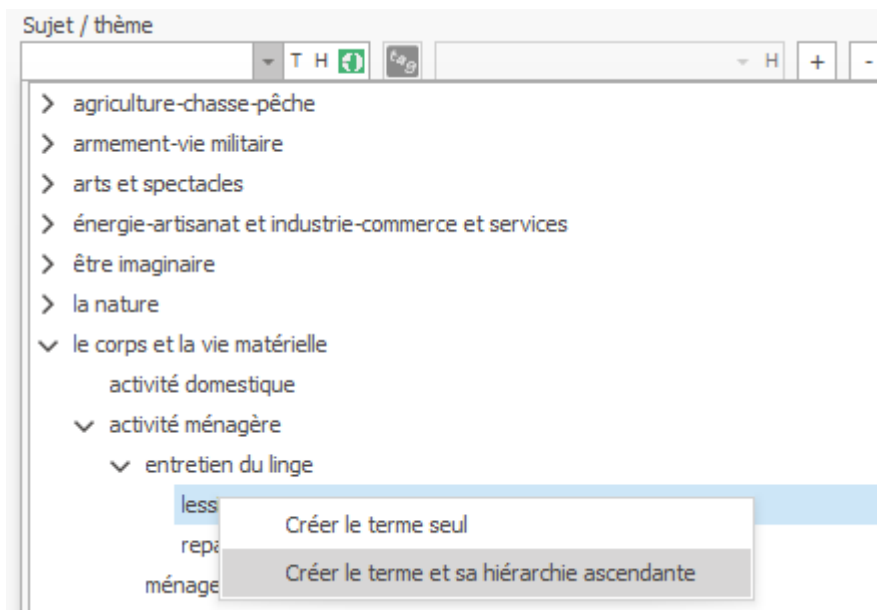 Sujet / thème
T H tag H + -
agriculture-chasse-pêche
armement-vie militaire
arts et spectacles
énergie-artisanat et industrie-commerce et services
être imaginaire
la nature
le corps et la vie matérielle
activité domestique
activité ménagère
entretien du linge
Créer le terme seul
Créer le terme et sa hiérarchie ascendante